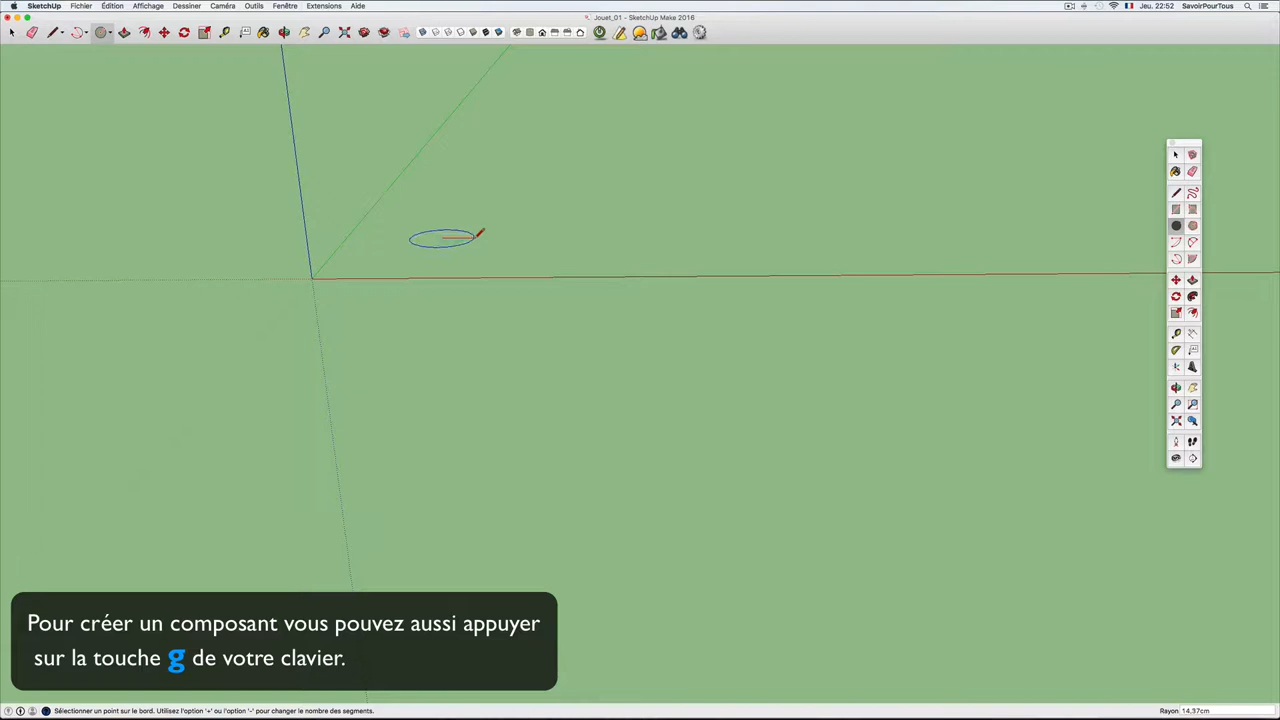 SketchUp Fichier Édition Affichage Dessiner Caméra Outils Fenêtre Extensions Aide
Jeu. 22:52 SavoirPourTous
Jouet_01 - SketchUp Make 2016
Pour créer un composant vous pouvez aussi appuyer
sur la touche g de votre clavier.
Sélectionner un point sur le bord. Utilisez l'option '+' ou l'option '-' pour changer le nombre des segments.
Rayon 14,37cm